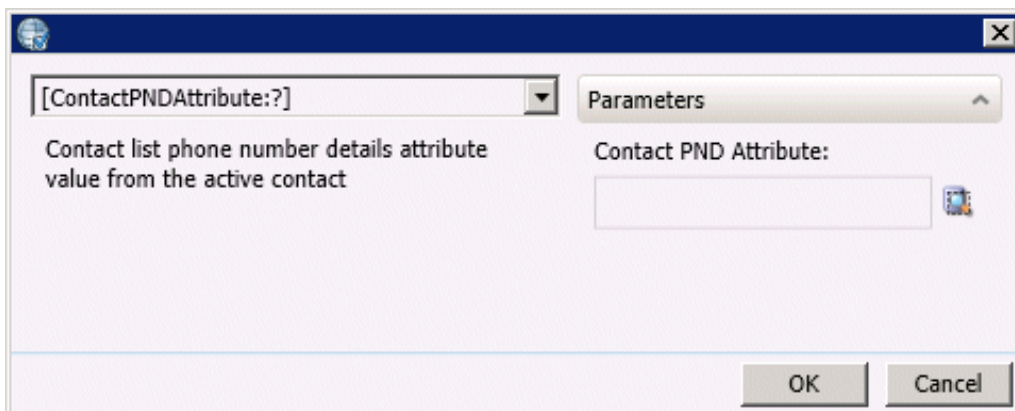 [ContactPNDAttribute:?]
Contact list phone number details attribute
value from the active contact
Parameters
Contact PND Attribute:
OK
Cancel